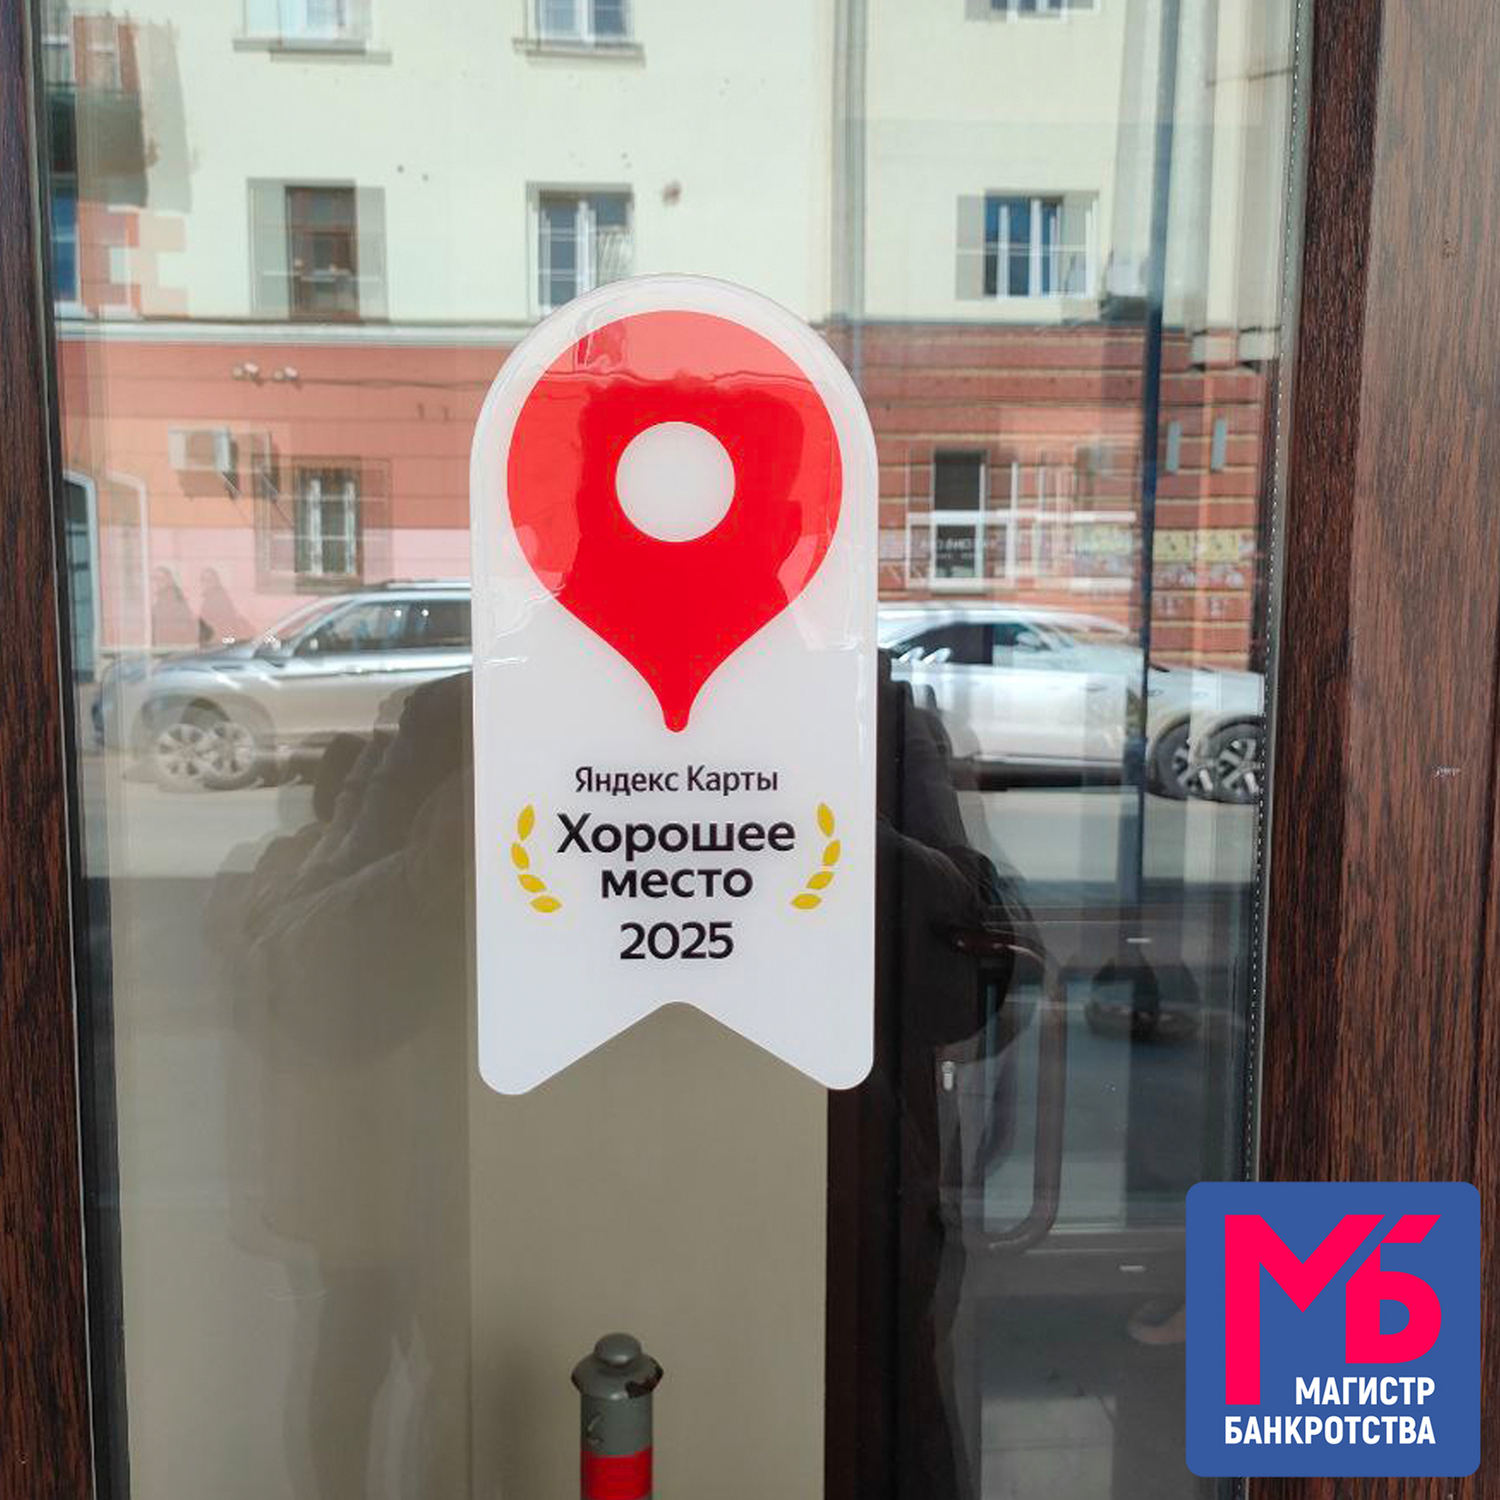 Яндекс Карты
Хорошее
место
2025
МБ
МАГИСТР
БАНКРОТСТВА